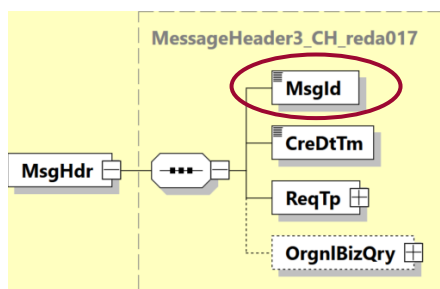 MessageHeader3_CH_reda017
MsgId
CreDtTm
MsgHdr
ReqTp
OrgnlBizQry